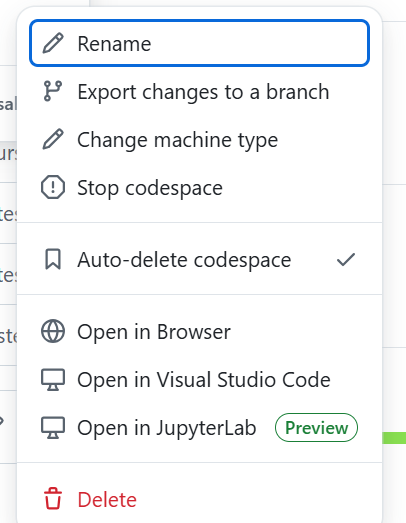 Rename
Export changes to a branch
Change machine type
Stop codespace
Auto-delete codespace
Open in Browser
Open in Visual Studio Code
Open in JupyterLab Preview
Delete